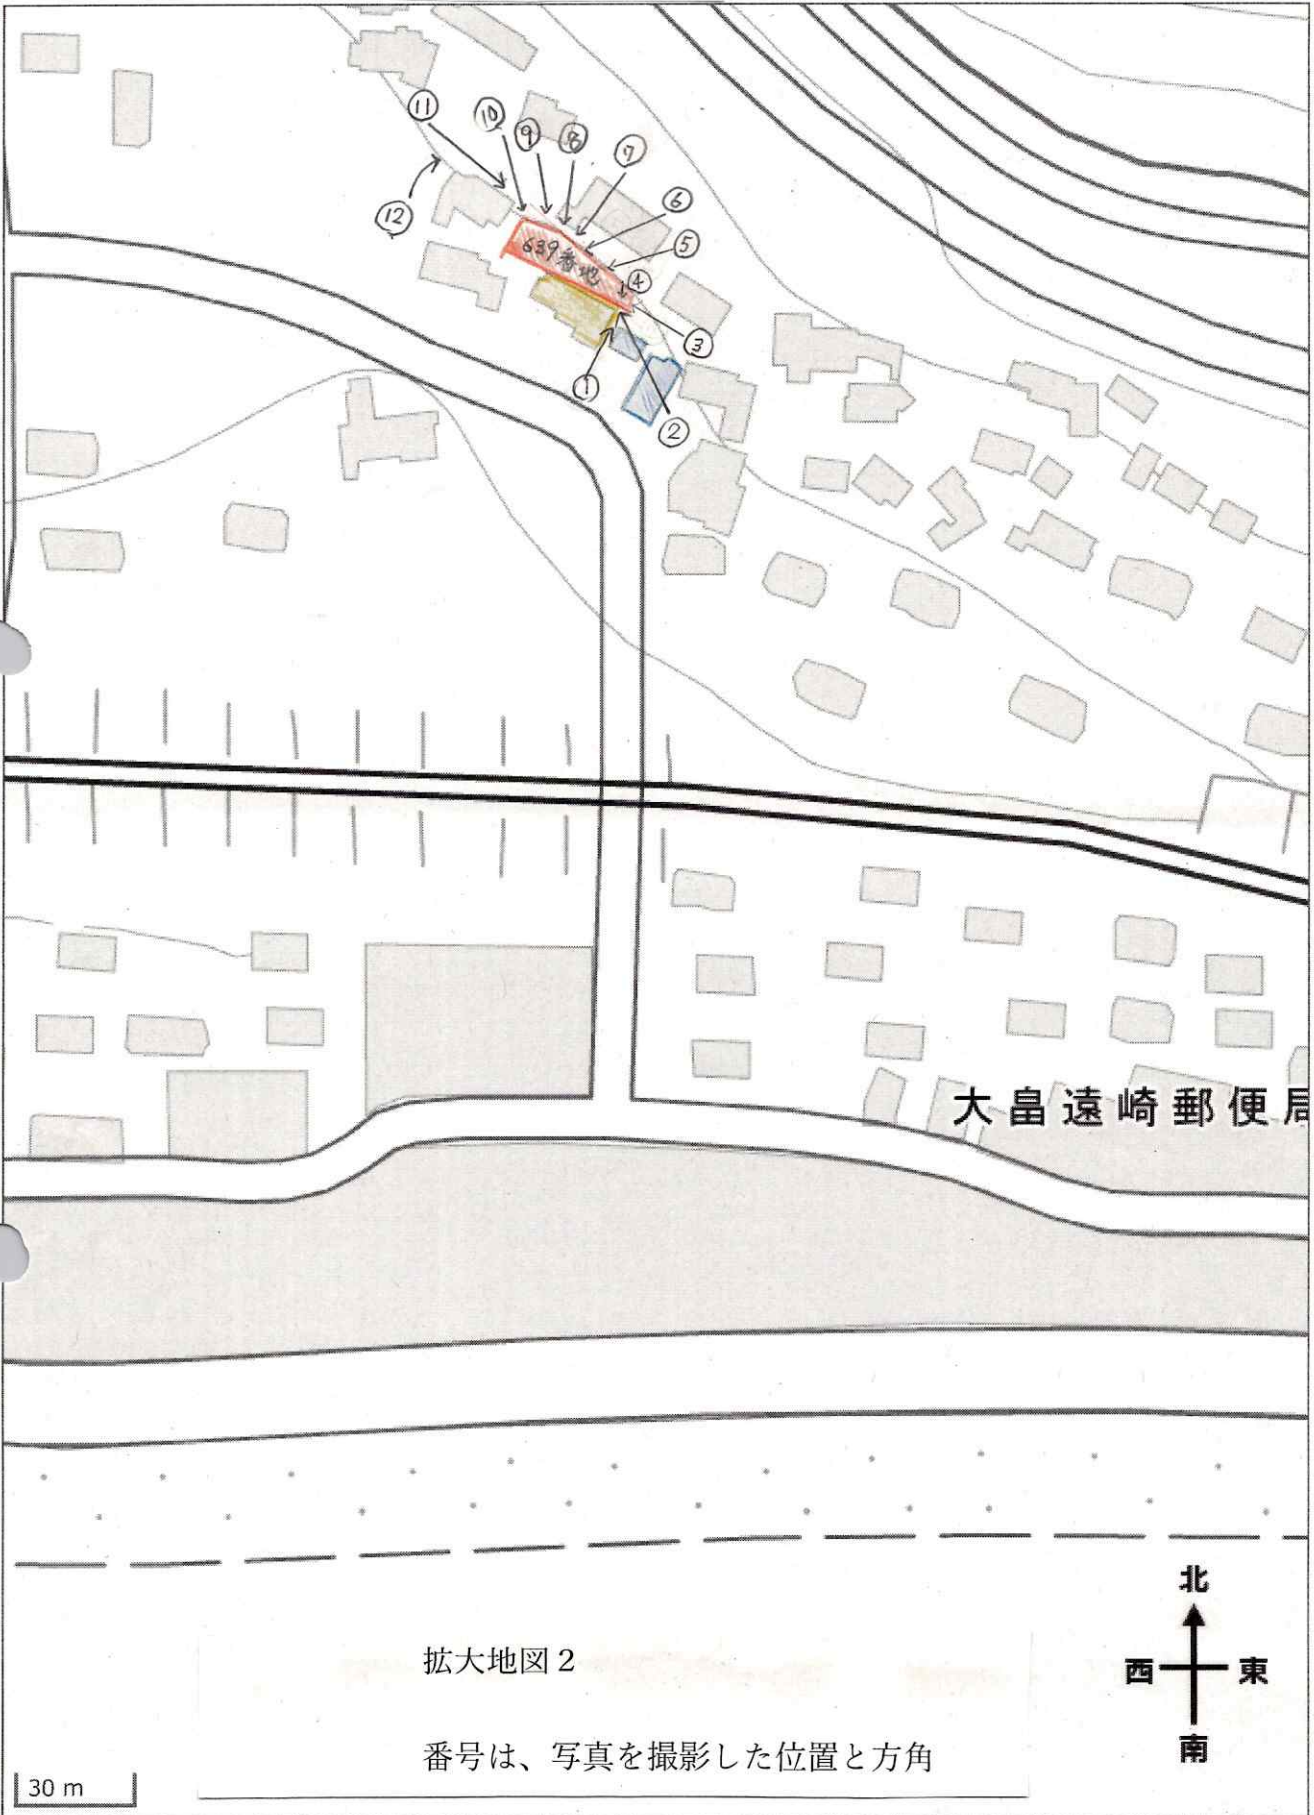 ⑪
⑩
⑨
⑧
⑦
⑫
⑥
639番地
⑤
④
③
①
②
大畠遠崎郵便局
北
西
東
南
拡大地図2
番号は、写真を撮影した位置と方角
30 m